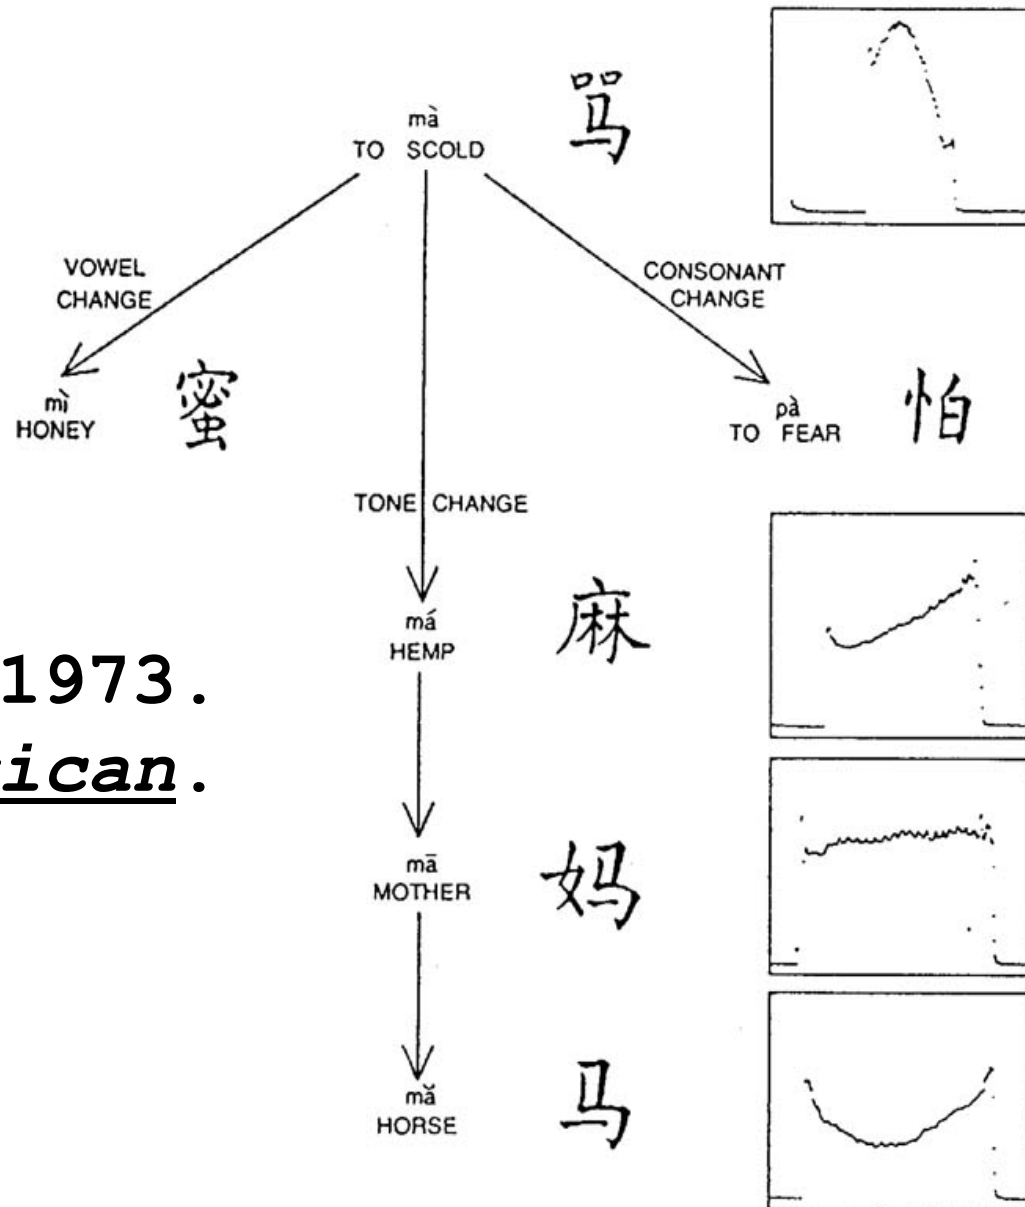 mà
TO SCOLD
骂
VOWEL
CHANGE
CONSONANT
CHANGE
mì
HONEY
蜜
pà
TO FEAR
怕
TONE CHANGE
má
HEMP
麻
1973.
ican.
mā
MOTHER
妈
mă
HORSE
马